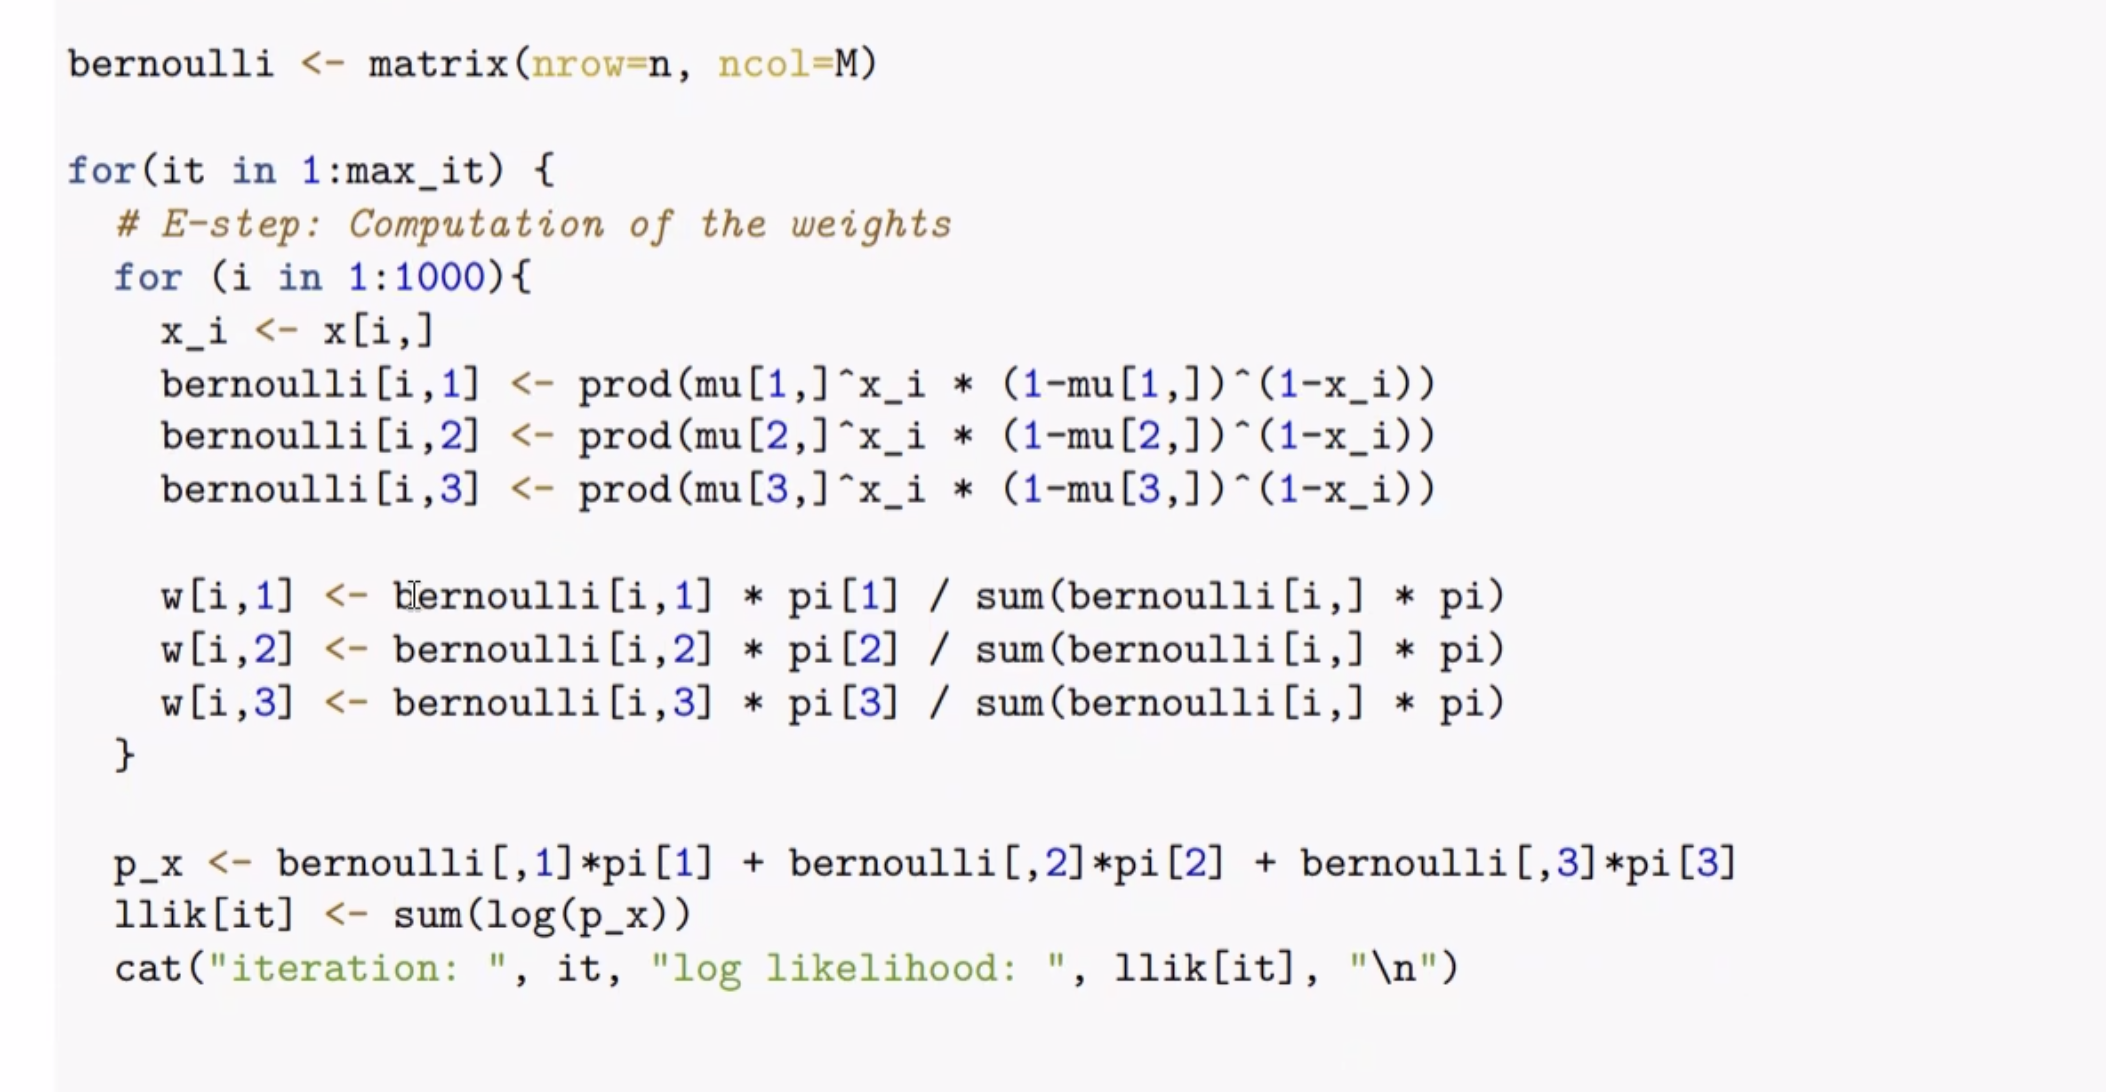 bernoulli <- matrix(nrow=n, ncol=M)
for(it in 1:max_it) {
# E-step: Computation of the weights
for (i in 1:1000){
x_i <- x[i,]
bernoulli[i,1] <- prod(mu[1,]^x_i * (1-mu[1,])^(1-x_i))
bernoulli[i,2] <- prod(mu[2,]^x_i * (1-mu[2,])^(1-x_i))
bernoulli[i,3] <- prod(mu[3,]^x_i * (1-mu[3,])^(1-x_i))
w[i,1] <- bernoulli[i,1] * pi[1] / sum(bernoulli[i,] * pi)
w[i,2] <- bernoulli[i,2] * pi[2] / sum(bernoulli[i,] * pi)
w[i,3] <- bernoulli[i,3] * pi[3] / sum(bernoulli[i,] * pi)
}
p_x <- bernoulli[,1]*pi[1] + bernoulli[,2]*pi[2] + bernoulli[,3]*pi[3]
llik[it] <- sum(log(p_x))
cat("iteration: ", it, "log likelihood: ", llik[it], "\n")